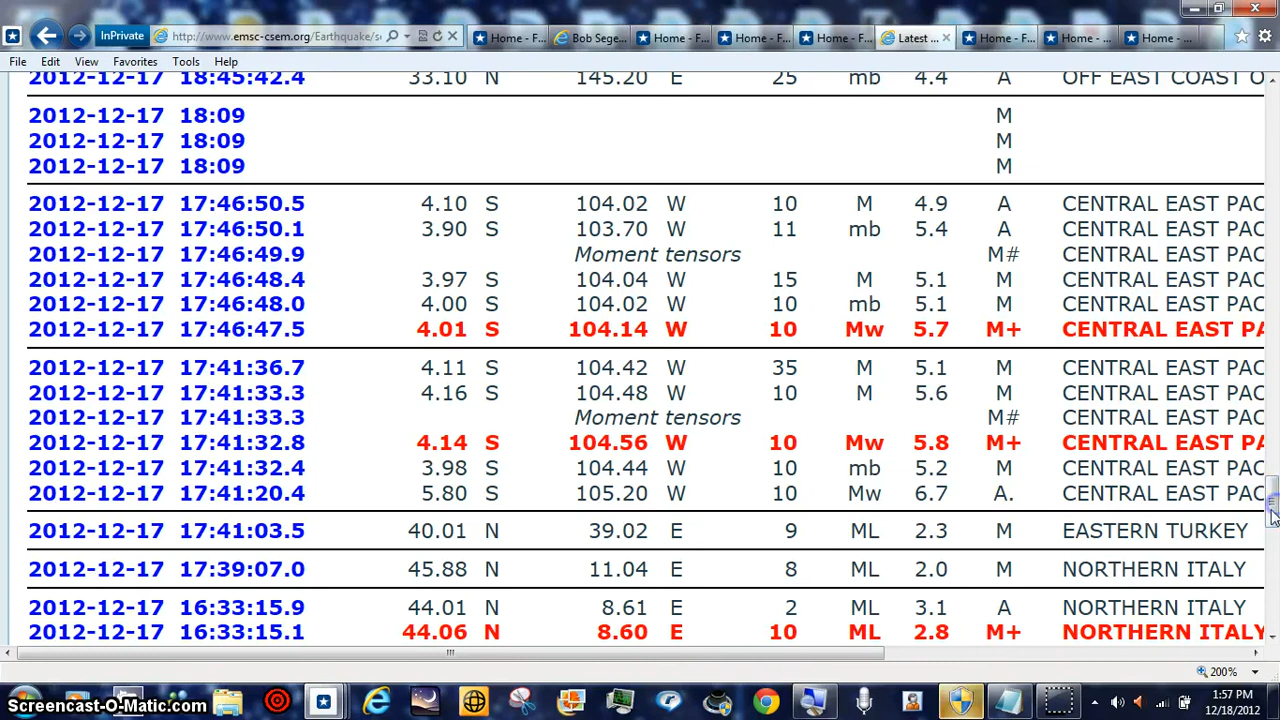 InPrivate http://www.emsc-csem.org/Earthquake/s Home - F... Bob Sege... Home - F... Home - F... Home - F... Latest ... Home - F... Home - ... Home - ...
File Edit View Favorites Tools Help
2012-12-17 18:45:42.4 33.10 N 145.20 E 25 mb 4.4 A OFF EAST COAST O
2012-12-17 18:09 M
2012-12-17 18:09 M
2012-12-17 18:09 M
2012-12-17 17:46:50.5 4.10 S 104.02 W 10 M 4.9 A CENTRAL EAST PAC
2012-12-17 17:46:50.1 3.90 S 103.70 W 11 mb 5.4 A CENTRAL EAST PAC
2012-12-17 17:46:49.9 Moment tensors M# CENTRAL EAST PAC
2012-12-17 17:46:48.4 3.97 S 104.04 W 15 M 5.1 M CENTRAL EAST PAC
2012-12-17 17:46:48.0 4.00 S 104.02 W 10 mb 5.1 M CENTRAL EAST PAC
2012-12-17 17:46:47.5 4.01 S 104.14 W 10 Mw 5.7 M+ CENTRAL EAST PA
2012-12-17 17:41:36.7 4.11 S 104.42 W 35 M 5.1 M CENTRAL EAST PAC
2012-12-17 17:41:33.3 4.16 S 104.48 W 10 M 5.6 M CENTRAL EAST PAC
2012-12-17 17:41:33.3 Moment tensors M# CENTRAL EAST PAC
2012-12-17 17:41:32.8 4.14 S 104.56 W 10 Mw 5.8 M+ CENTRAL EAST PA
2012-12-17 17:41:32.4 3.98 S 104.44 W 10 mb 5.2 M CENTRAL EAST PAC
2012-12-17 17:41:20.4 5.80 S 105.20 W 10 Mw 6.7 A. CENTRAL EAST PAC
2012-12-17 17:41:03.5 40.01 N 39.02 E 9 ML 2.3 M EASTERN TURKEY
2012-12-17 17:39:07.0 45.88 N 11.04 E 8 ML 2.0 M NORTHERN ITALY
2012-12-17 16:33:15.9 44.01 N 8.61 E 2 ML 3.1 A NORTHERN ITALY
2012-12-17 16:33:15.1 44.06 N 8.60 E 10 ML 2.8 M+ NORTHERN ITALY
200%
1:57 PM
12/18/2012
Screencast-O-Matic.com